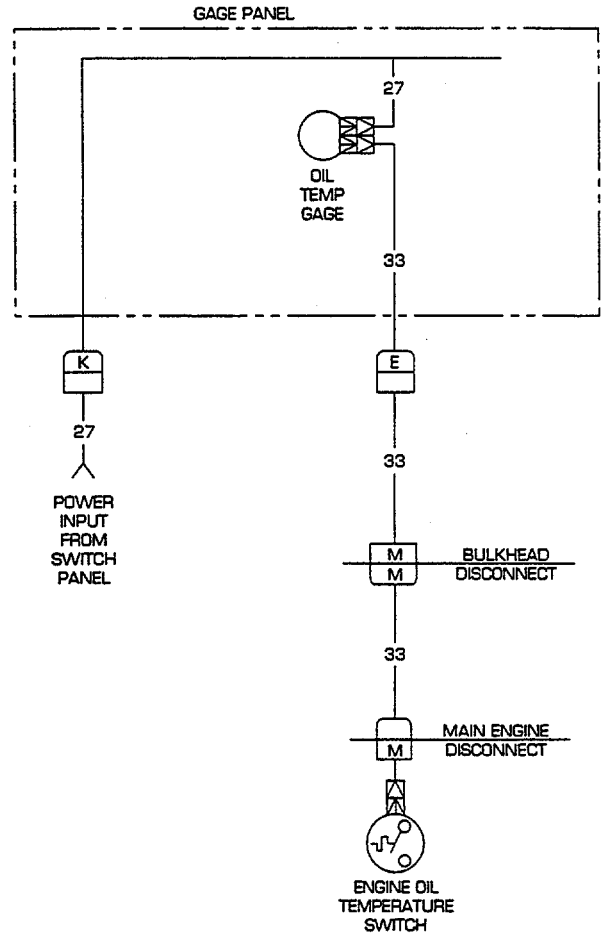 GAGE PANEL
27
OIL
TEMP
GAGE
33
K
E
27
33
POWER
INPUT
FROM
SWITCH
PANEL
M
M
BULKHEAD
DISCONNECT
33
M
MAIN ENGINE
DISCONNECT
ENGINE OIL
TEMPERATURE
SWITCH